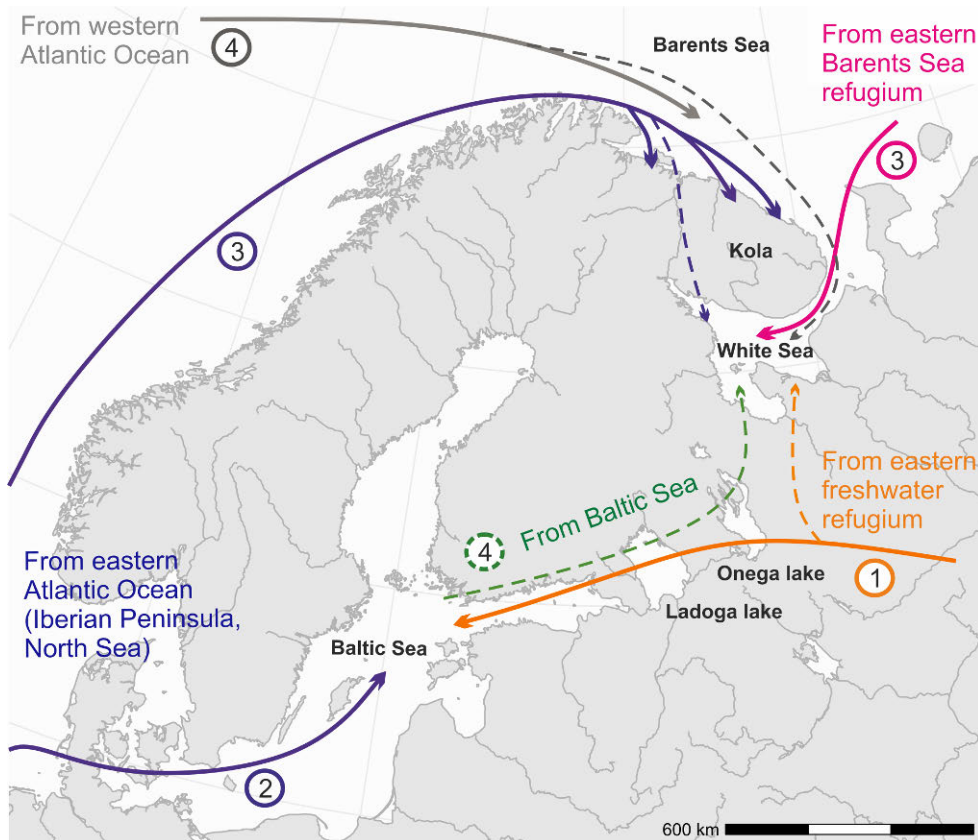 From western
Atlantic Ocean
4
Barents Sea
From eastern
Barents Sea
refugium
3
3
Kola
White Sea
From Baltic Sea
4
From eastern
freshwater
refugium
1
Onega lake
Ladoga lake
From eastern
Atlantic Ocean
(Iberian Peninsula,
North Sea)
Baltic Sea
2
600 km